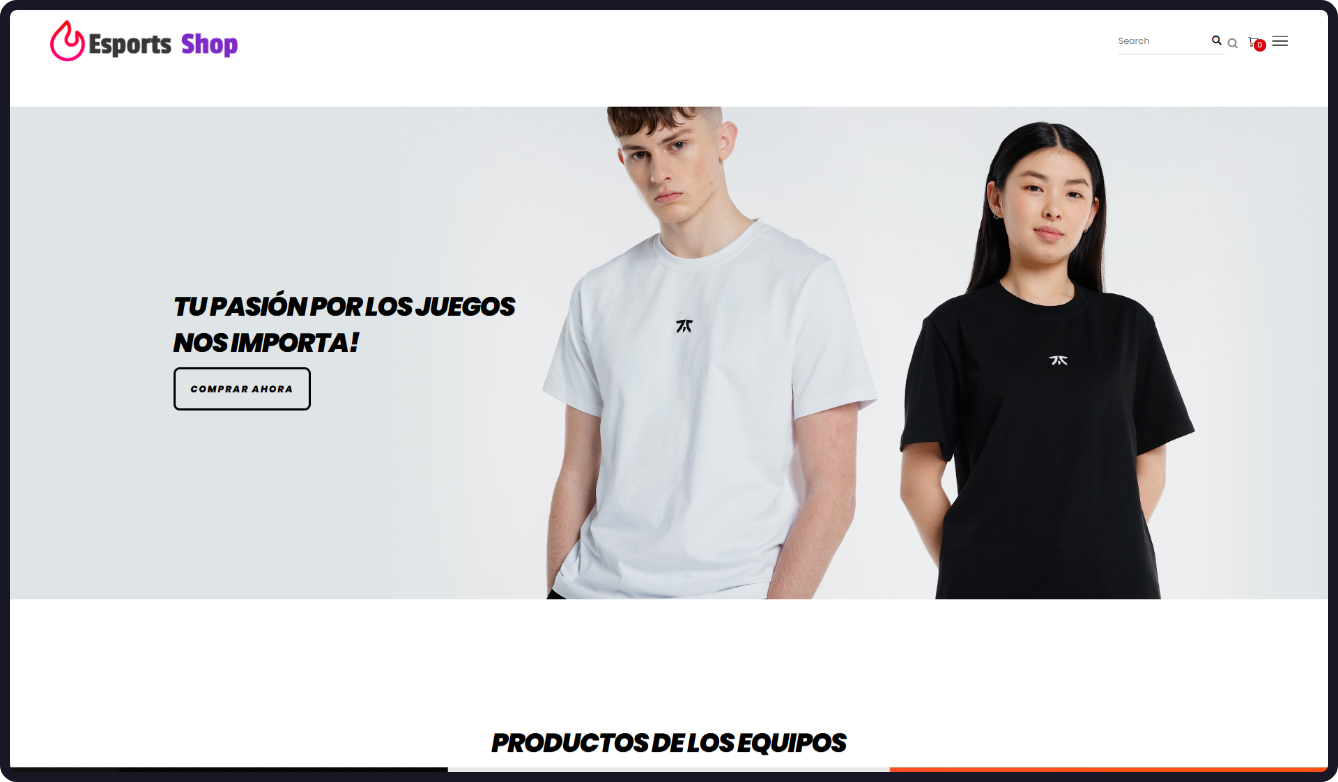 Esports Shop
Search
0
TU PASIÓN POR LOS JUEGOS
NOS IMPORTA!
COMPRAR AHORA
PRODUCTOS DE LOS EQUIPOS